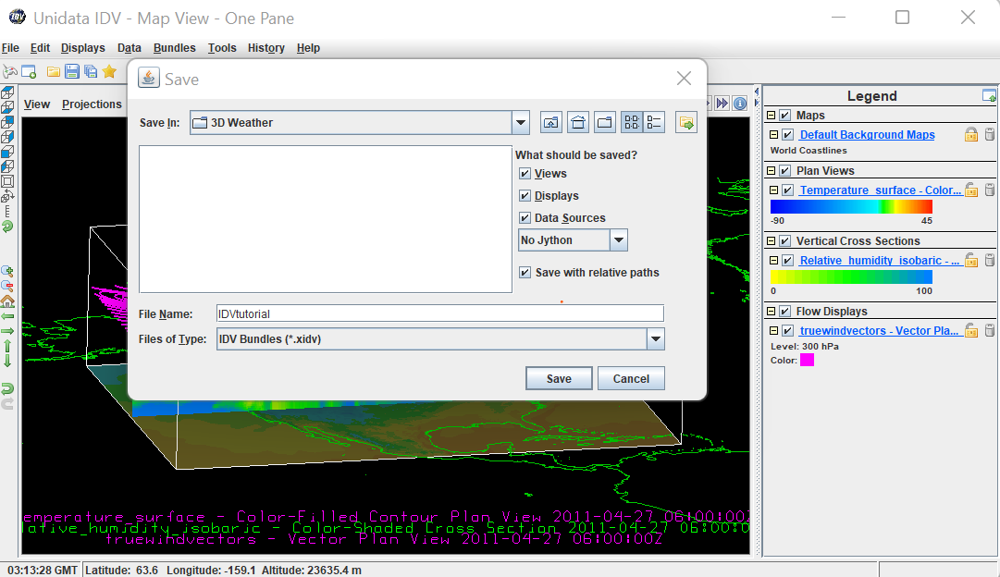 IDV Unidata IDV - Map View - One Pane
File Edit Displays Data Bundles Tools History Help
View Projections
Save
Save In: 3D Weather
What should be saved?
Views
Displays
Data Sources
No Jython
Save with relative paths
File Name: IDVtutorial
Files of Type: IDV Bundles (*.xidv)
Save Cancel
Legend
Maps
Default Background Maps
World Coastlines
Plan Views
Temperature_surface - Color...
-90 45
Vertical Cross Sections
Relative_humidity_isobaric - ...
0 100
Flow Displays
truewindvectors - Vector Pla...
Level: 300 hPa
Color:
emperature_surface - Color-Filled Contour Plan View 2011-04-27 06:00:00Z
lative_humidity_isobaric - Color-Shaded Cross Section 2011-04-27 06:00:0
truewindvectors - Vector Plan View 2011-04-27 06:00:00Z
03:13:28 GMT Latitude: 63.6 Longitude: -159.1 Altitude: 23635.4 m